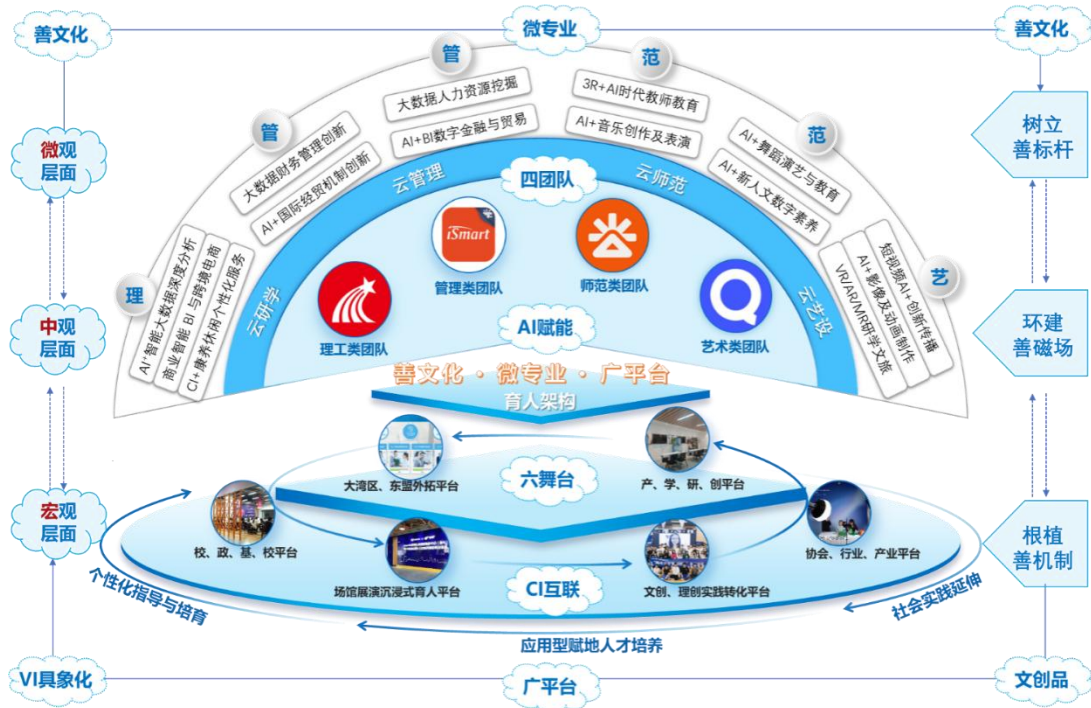 善文化
微专业
善文化
管
范
大数据人力资源挖掘
3R+AI时代教师教育
管
范
AI+BI数字金融与贸易
AI+音乐创作及表演
大数据财务管理创新
AI+舞蹈演艺与教育
AI+国际经贸机制创新
AI+新人文数字素养
微观
层面
树立
善标杆
云管理
四团队
云师范
iSmart
管理类团队
师范类团队
理
艺
AI+智能大数据深度分析
商业智能 BI 与跨境电商
CI+康养休闲个性化服务
短视频AI+创新传播
AI+影像及动画制作
VR/AR/MR研学文旅
云研学
云艺设
理工类团队
AI赋能
艺术类团队
中观
层面
环建
善磁场
善文化·微专业·广平台
育人架构
大湾区、东盟外拓平台
六舞台
产、学、研、创平台
宏观
层面
根植
善机制
校、政、基、校平台
场馆展演沉浸式育人平台
CI互联
文创、理创实践转化平台
协会、行业、产业平台
个性化指导与培育
社会实践延伸
应用型赋地人才培养
VI具象化
广平台
文创品